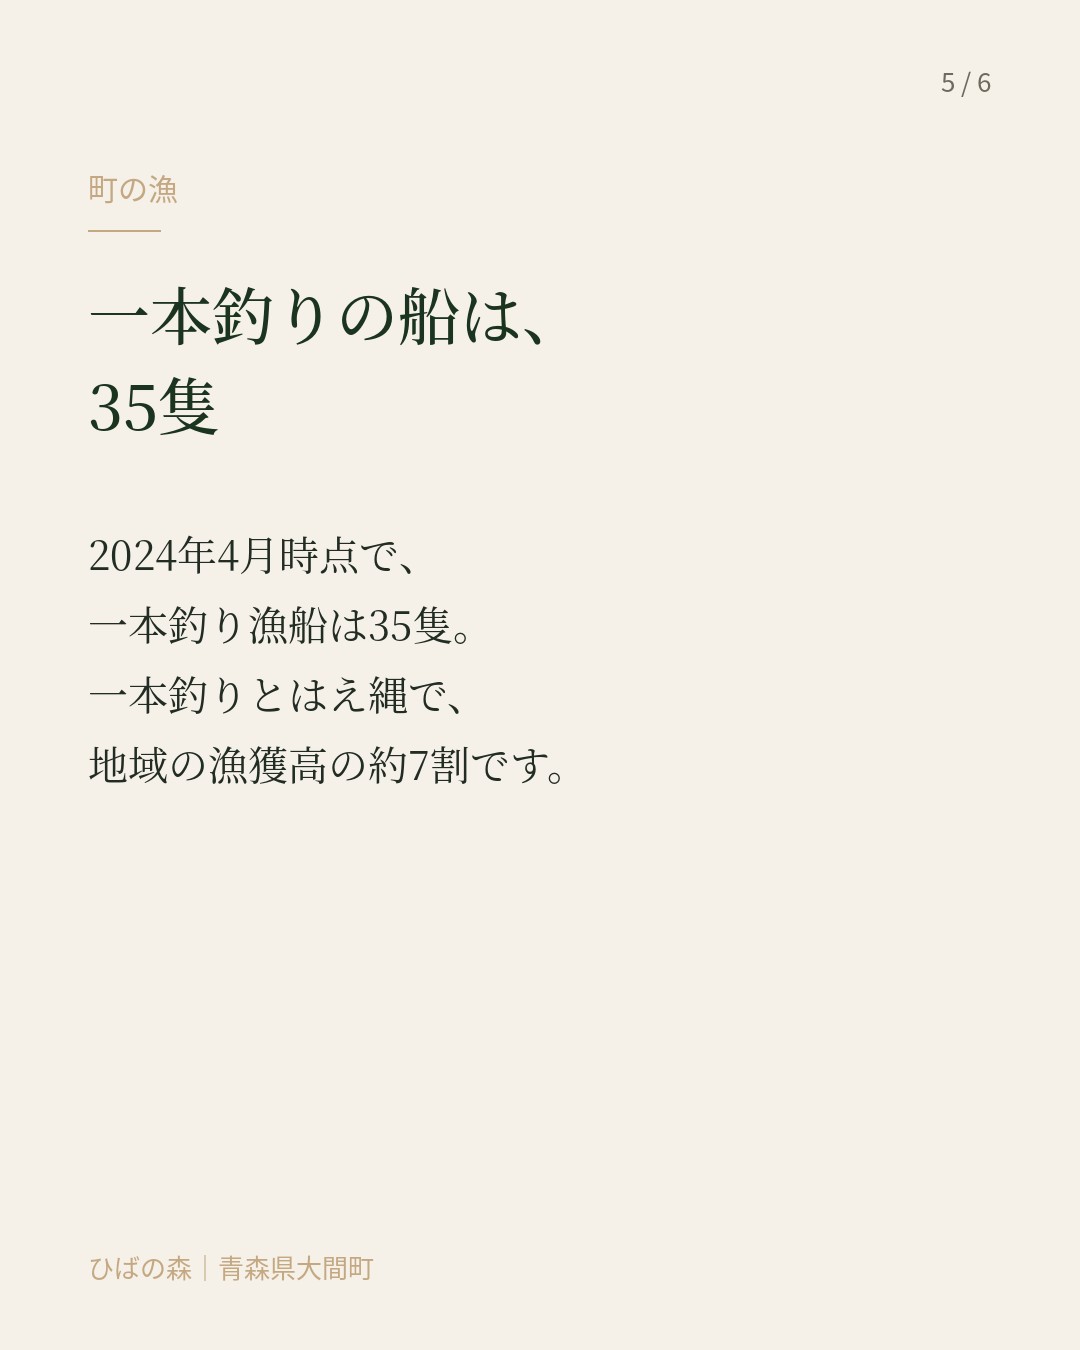 5 / 6
町の漁
一本釣りの船は、
35隻
2024年4月時点で、
一本釣り漁船は35隻。
一本釣りとはえ縄で、
地域の漁獲高の約7割です。
ひばの森｜青森県大間町